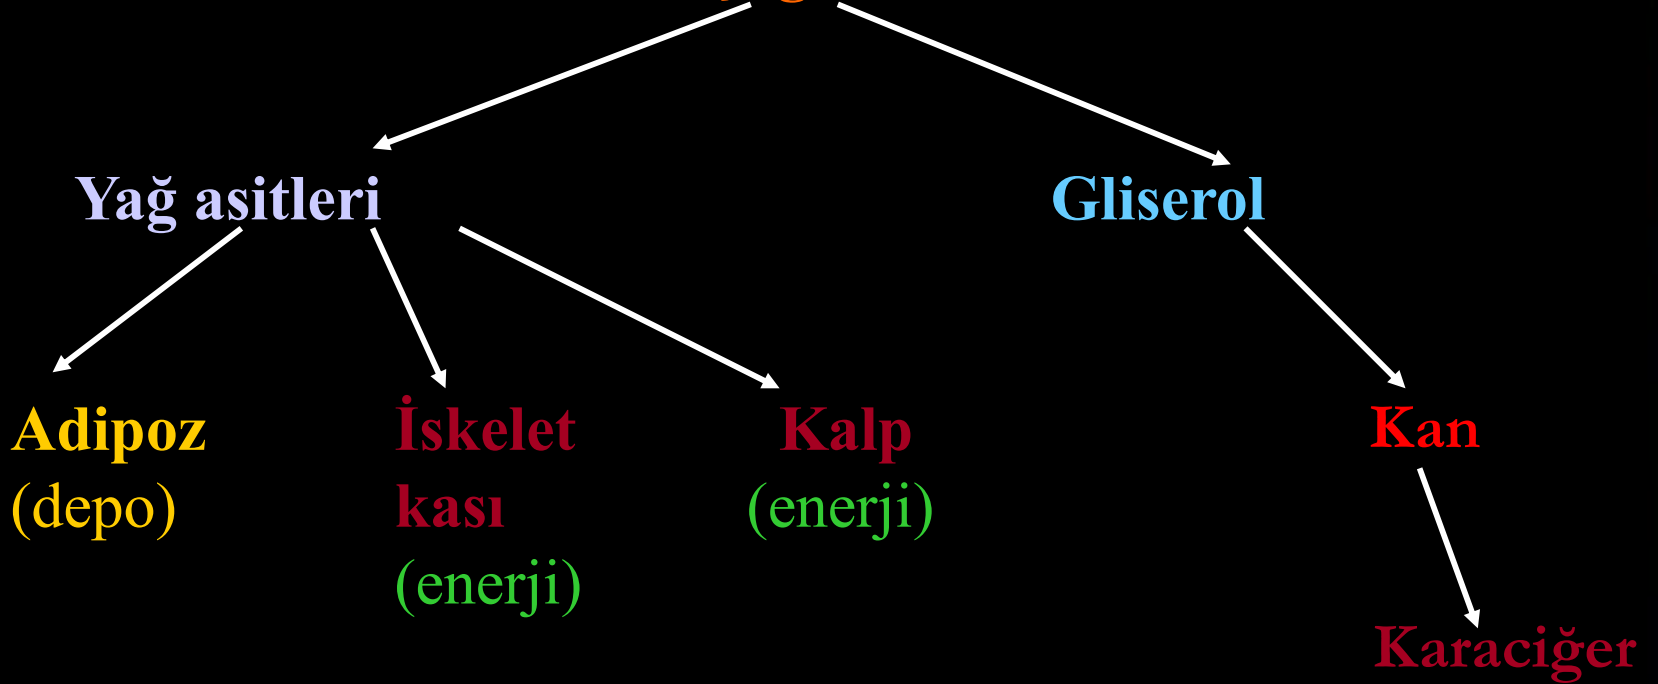 Yağ asitleri
Gliserol
Adipoz
(depo)
İskelet
kası
(enerji)
Kalp
(enerji)
Kan
Karaciğer